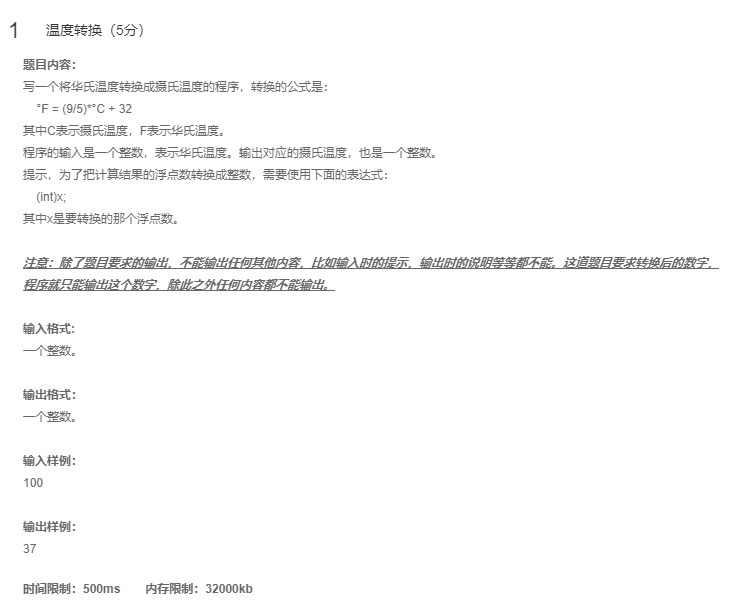 1 温度转换（5分）
题目内容：
写一个将华氏温度转换成摄氏温度的程序，转换的公式是：
°F = (9/5)*°C + 32
其中C表示摄氏温度，F表示华氏温度。
程序的输入是一个整数，表示华氏温度。输出对应的摄氏温度，也是一个整数。
提示，为了把计算结果的浮点数转换成整数，需要使用下面的表达式：
(int)x;
其中x是要转换的那个浮点数。
注意：除了题目要求的输出，不能输出任何其他内容，比如输入时的提示，输出时的说明等等都不能。这道题目要求转换后的数字，
程序就只能输出这个数字，除此之外任何内容都不能输出。
输入格式:
一个整数。
输出格式：
一个整数。
输入样例：
100
输出样例：
37
时间限制：500ms 内存限制：32000kb